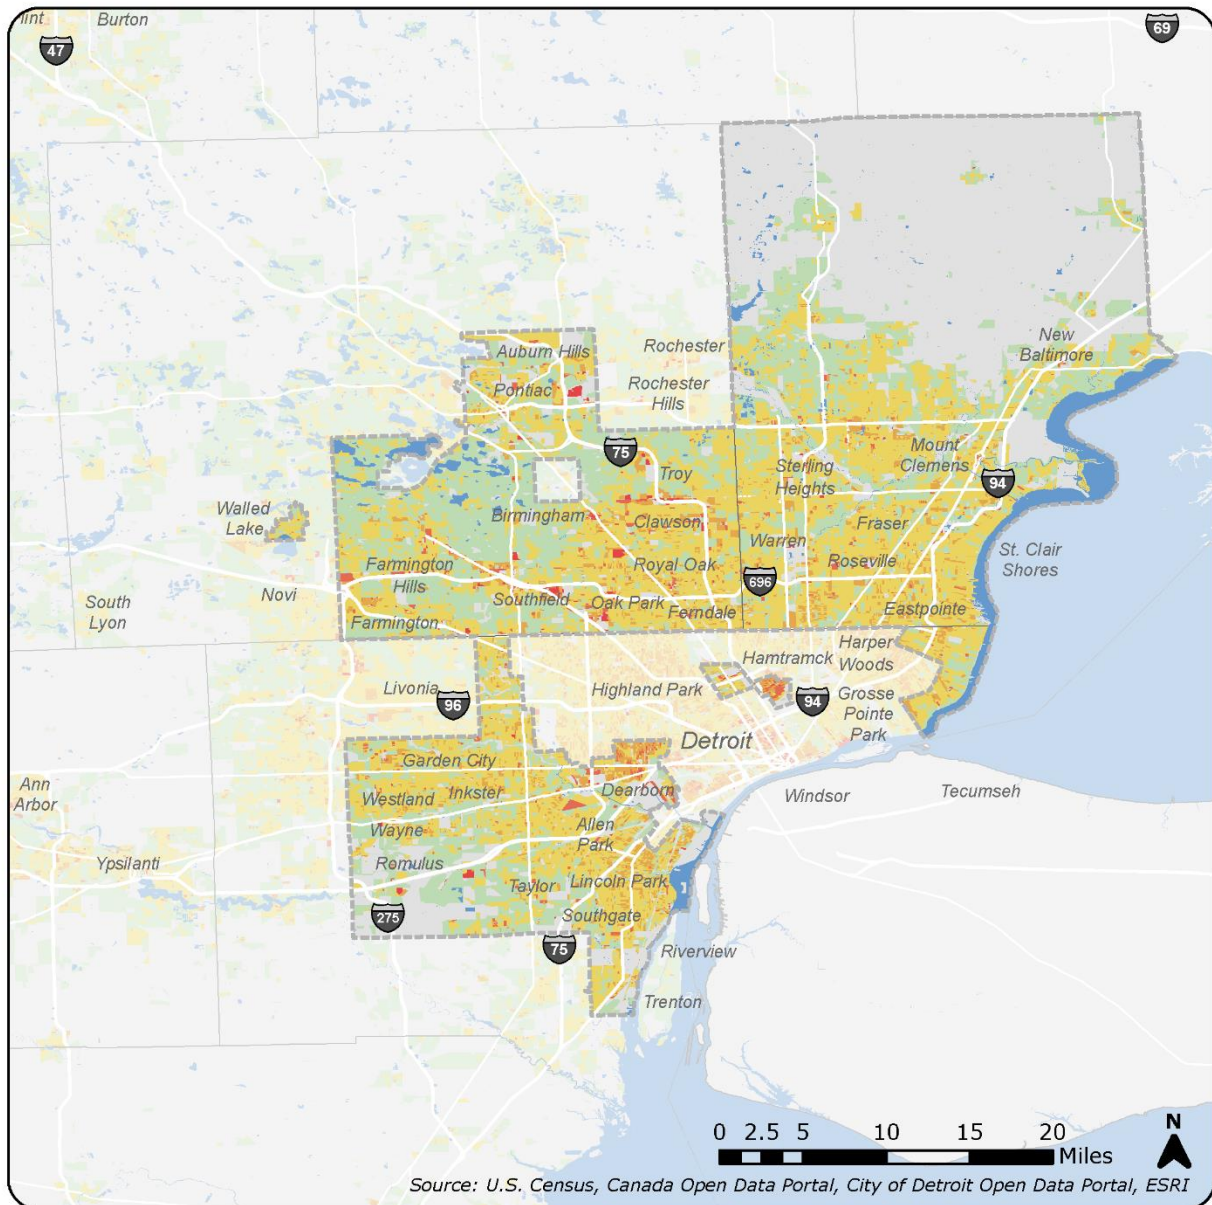 Burton
47
69
New
Baltimore
Rochester
Auburn Hills
Rochester
Hills
Pontiac
Mount
Clemens
75
Troy
Sterling
Heights
94
Walled
Lake
Birmingham
Clawson
Fraser
Warren
Roseville
St. Clair
Shores
Farmington
Hills
Royal Oak
696
Novi
South
Lyon
Southfield
Oak Park
Ferndale
Eastpointe
Farmington
Harper
Woods
Hamtramck
Livonia
Highland Park
96
94
Grosse
Pointe
Park
Detroit
Garden City
Ann
Arbor
Westland
Inkster
Dearborn
Windsor
Tecumseh
Wayne
Allen
Park
Ypsilanti
Romulus
Taylor
Lincoln Park
275
Southgate
75
Riverview
Trenton
0 2.5 5 10 15 20
Miles
N
Source: U.S. Census, Canada Open Data Portal, City of Detroit Open Data Portal, ESRI